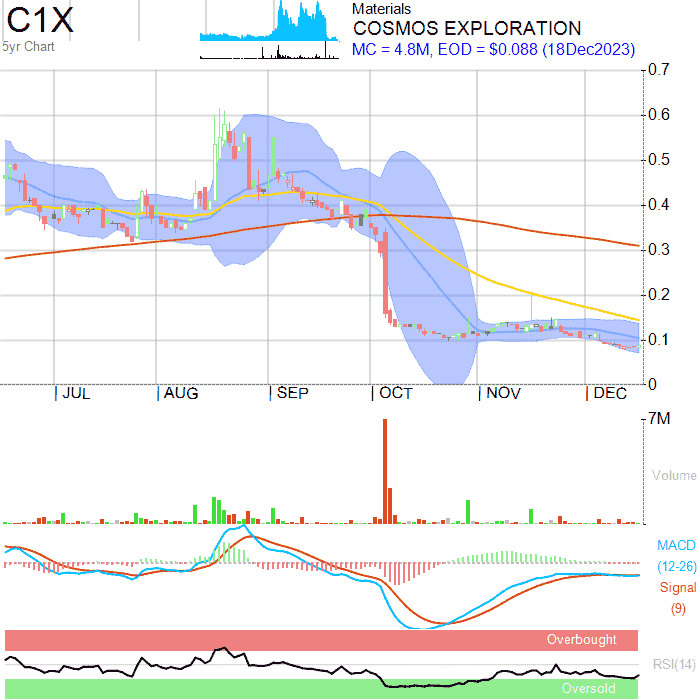 C1X
5yr Chart
Materials
COSMOS EXPLORATION
MC = 4.8M, EOD = $0.088 (18Dec2023)
0.7
0.6
0.5
0.4
0.3
0.2
0.1
0
JUL AUG SEP OCT NOV DEC
7M
Volume
MACD
(12-26)
Signal
(9)
Overbought
RSI(14)
Oversold